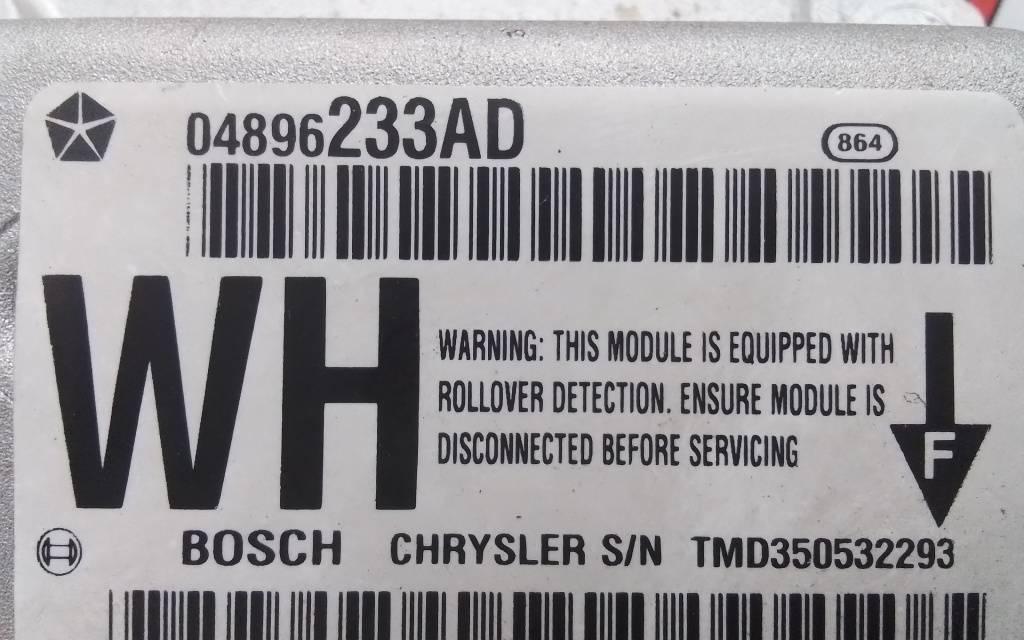 04896233AD
864
WH
WARNING: THIS MODULE IS EQUIPPED WITH
ROLLOVER DETECTION. ENSURE MODULE IS
DISCONNECTED BEFORE SERVICING
F
BOSCH CHRYSLER S/N TMD350532293